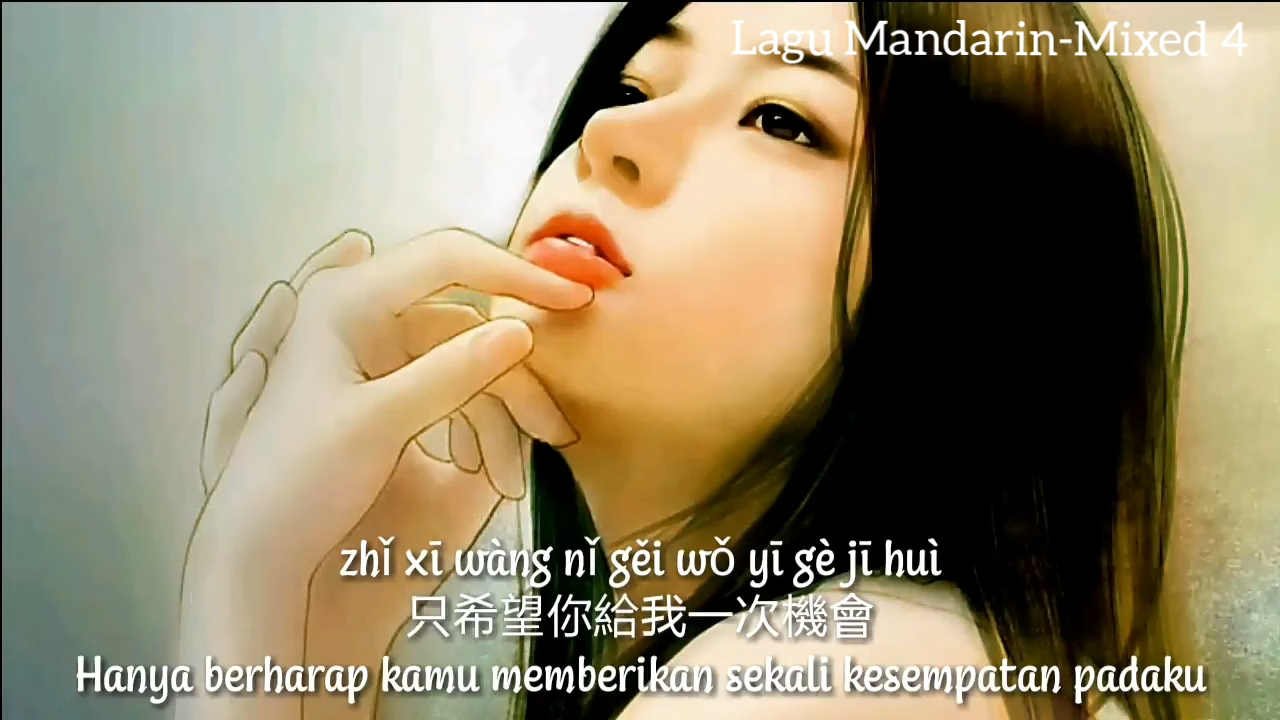 Lagu Mandarin-Mixed 4
zhǐ xī wàng nǐ gěi wǒ yī gè jī huì
只希望你給我一次機會
Hanya berharap kamu memberikan sekali kesempatan padaku